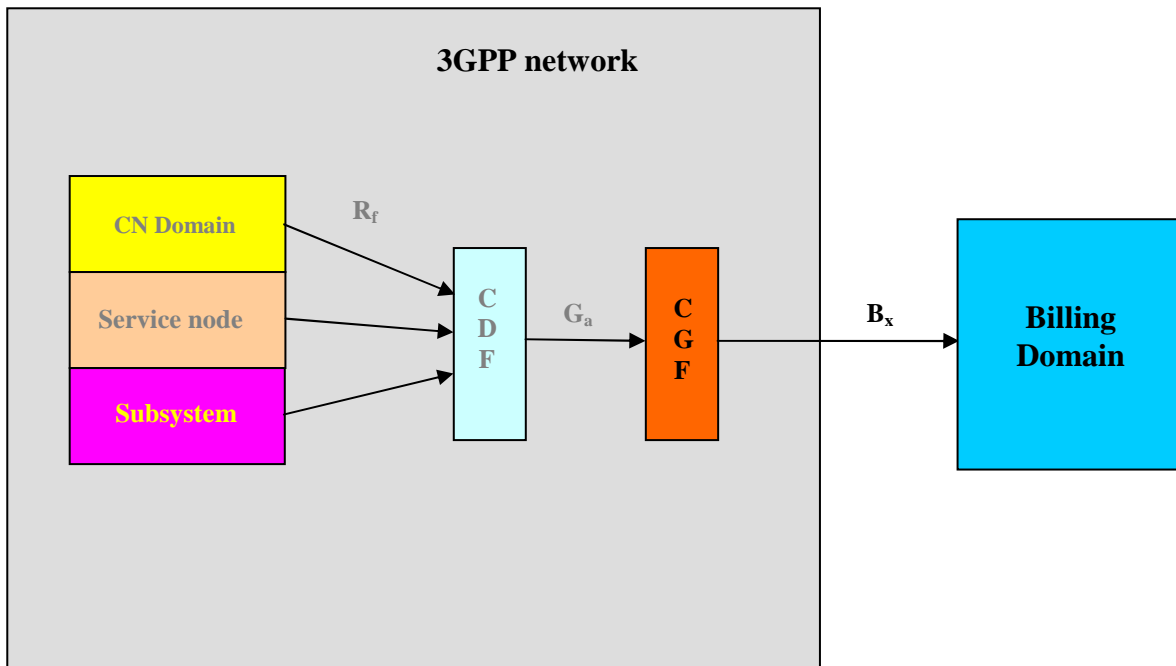 3GPP network
CN Domain
Service node
Subsystem
Rf
C
D
F
Ga
C
G
F
Bx
Billing
Domain